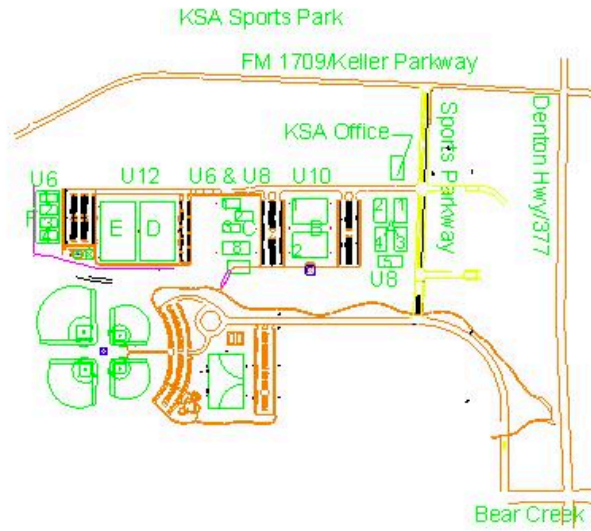 KSA Sports Park
FM 1709/Keller Parkway
KSA Office
Sports Parkway
Denton Hwy/377
U6
U12
U6 & U8
U10
F
E
D
C
8
B
2
2
1
A
4
3
5
U8
Bear Creek